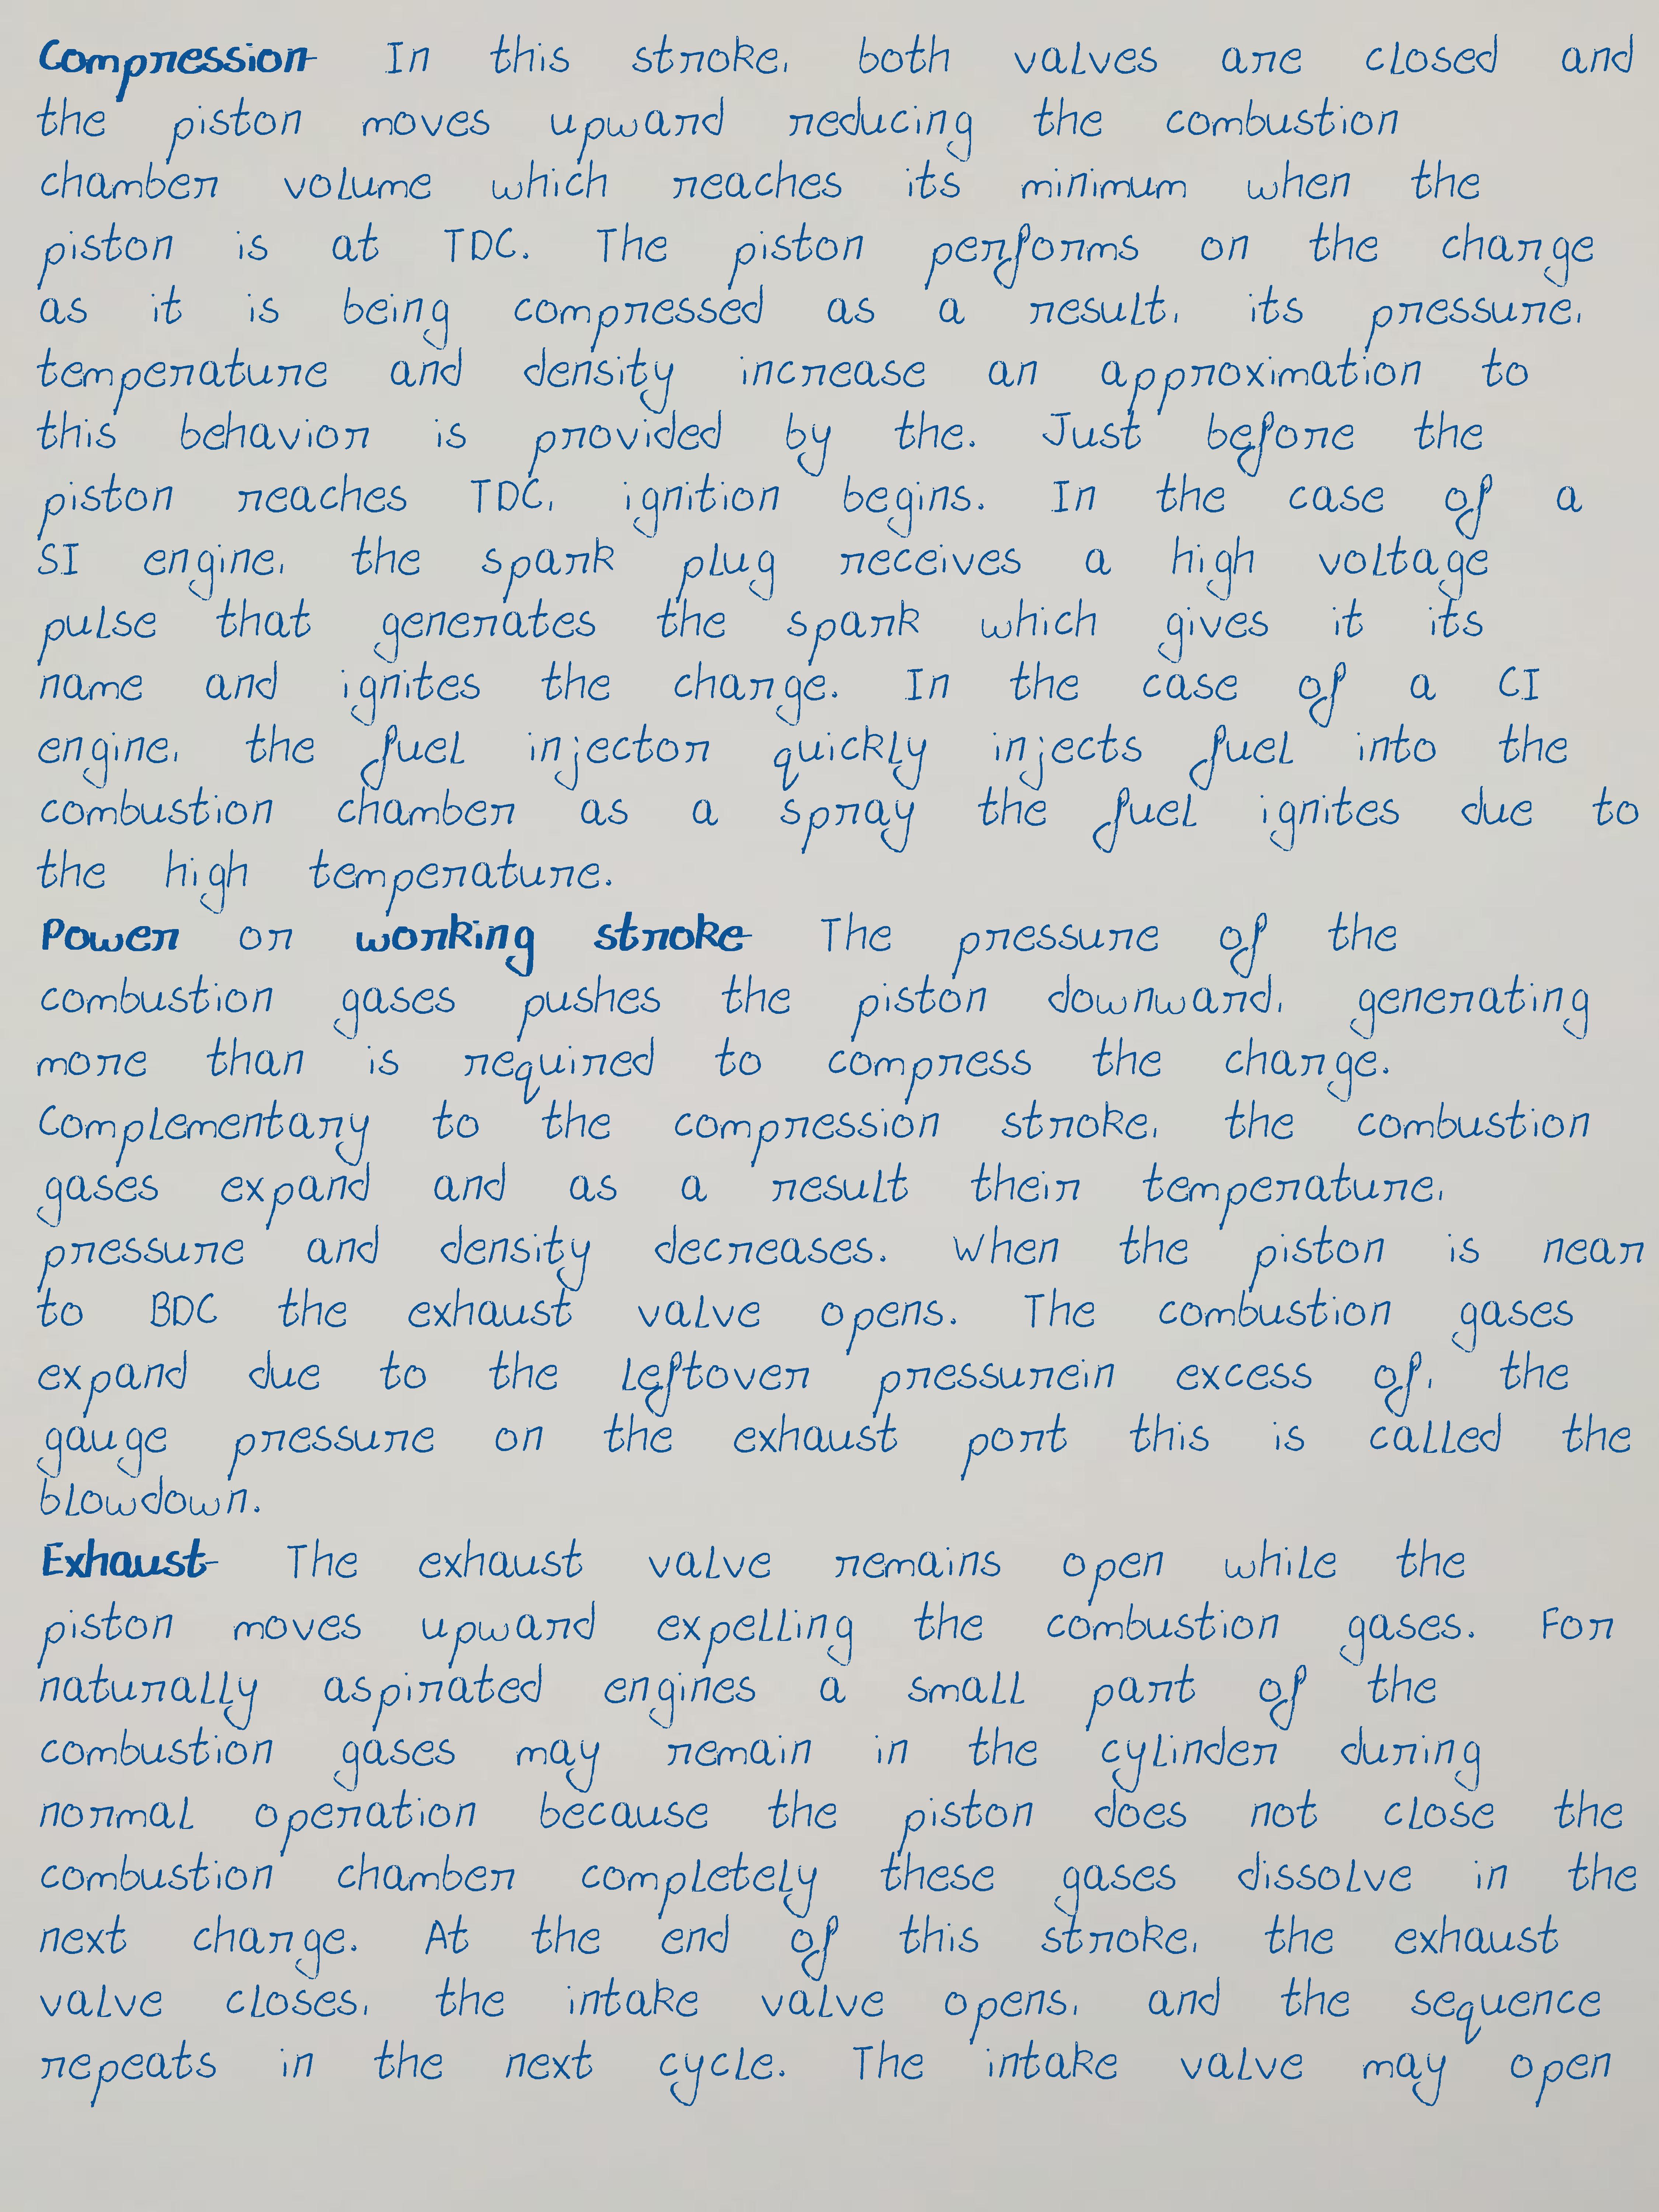 Compression In this stroke, both valves are closed and
the piston moves upward reducing the combustion
chamber volume which reaches its minimum when the
piston is at TDC. The piston performs on the charge
as it is being compressed as a result, its pressure,
temperature and density increase an approximation to
this behavior is provided by the. Just before the
piston reaches TDC, ignition begins. In the case of a
SI engine, the spark plug receives a high voltage
pulse that generates the spark which gives it its
name and ignites the charge. In the case of a CI
engine, the fuel injector quickly injects fuel into the
combustion chamber as a spray the fuel ignites due to
the high temperature.
Power or working stroke The pressure of the
combustion gases pushes the piston downward, generating
more than is required to compress the charge.
Complementary to the compression stroke, the combustion
gases expand and as a result their temperature,
pressure and density decreases. When the piston is near
to BDC the exhaust valve opens. The combustion gases
expand due to the leftover pressurein excess of, the
gauge pressure on the exhaust port this is called the
blowdown.
Exhaust The exhaust valve remains open while the
piston moves upward expelling the combustion gases. For
naturally aspirated engines a small part of the
combustion gases may remain in the cylinder during
normal operation because the piston does not close the
combustion chamber completely these gases dissolve in the
next charge. At the end of this stroke, the exhaust
valve closes, the intake valve opens, and the sequence
repeats in the next cycle. The intake valve may open